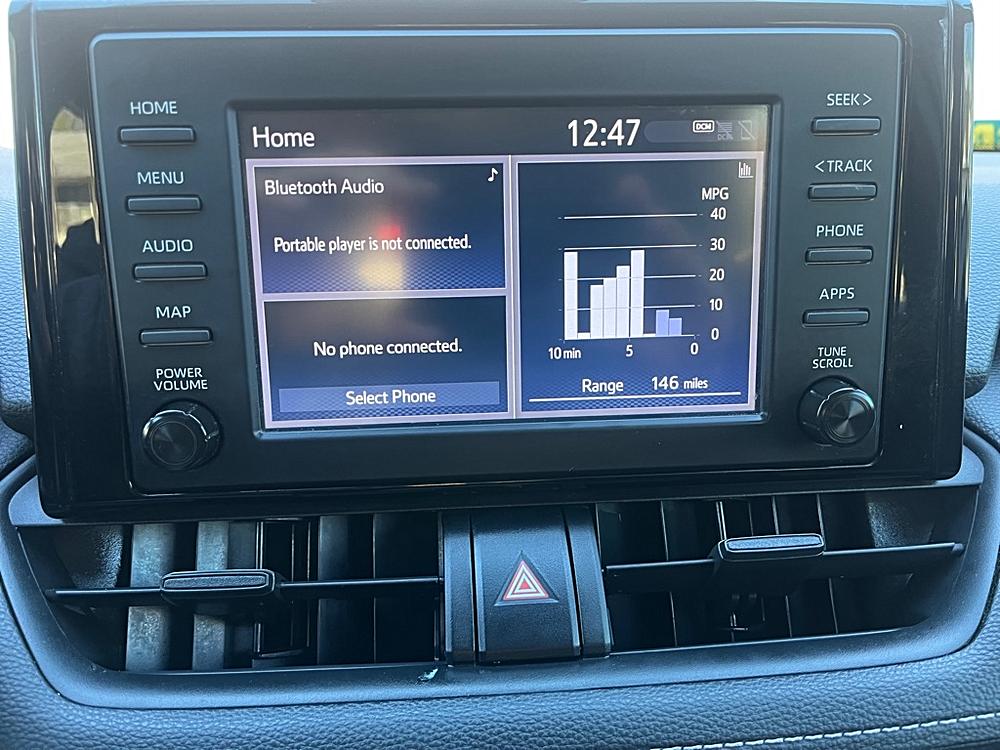 HOME
MENU
AUDIO
MAP
POWER
VOLUME
Home
12:47
DCM
DCM
Bluetooth Audio
Portable player is not connected.
No phone connected.
Select Phone
MPG
40
30
20
10
0
10 min
5
0
Range 146 miles
SEEK >
< TRACK
PHONE
APPS
TUNE
SCROLL